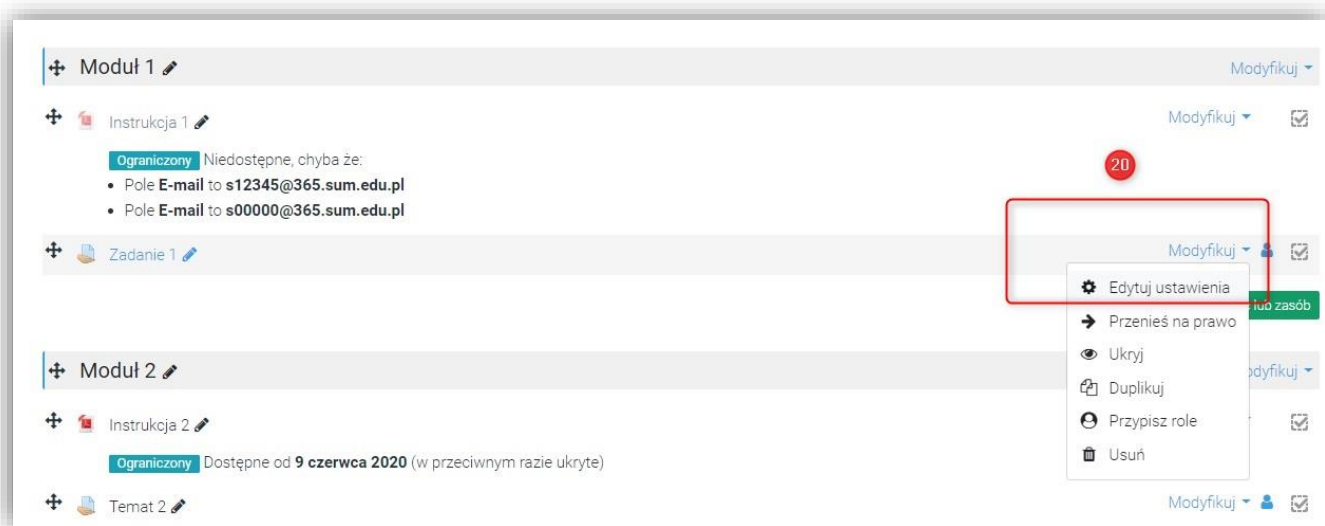 Moduł 1
Modyfikuj
Instrukcja 1
Modyfikuj
Ograniczony Niedostępne, chyba że:
20
• Pole E-mail to s12345@365.sum.edu.pl
• Pole E-mail to s00000@365.sum.edu.pl
Zadanie 1
Modyfikuj
Edytuj ustawienia
lub zasób
Przenieś na prawo
Ukryj
Moduł 2
odyfikuj
Duplikuj
Instrukcja 2
Przypisz role
Usuń
Ograniczony Dostępne od 9 czerwca 2020 (w przeciwnym razie ukryte)
Temat 2
Modyfikuj